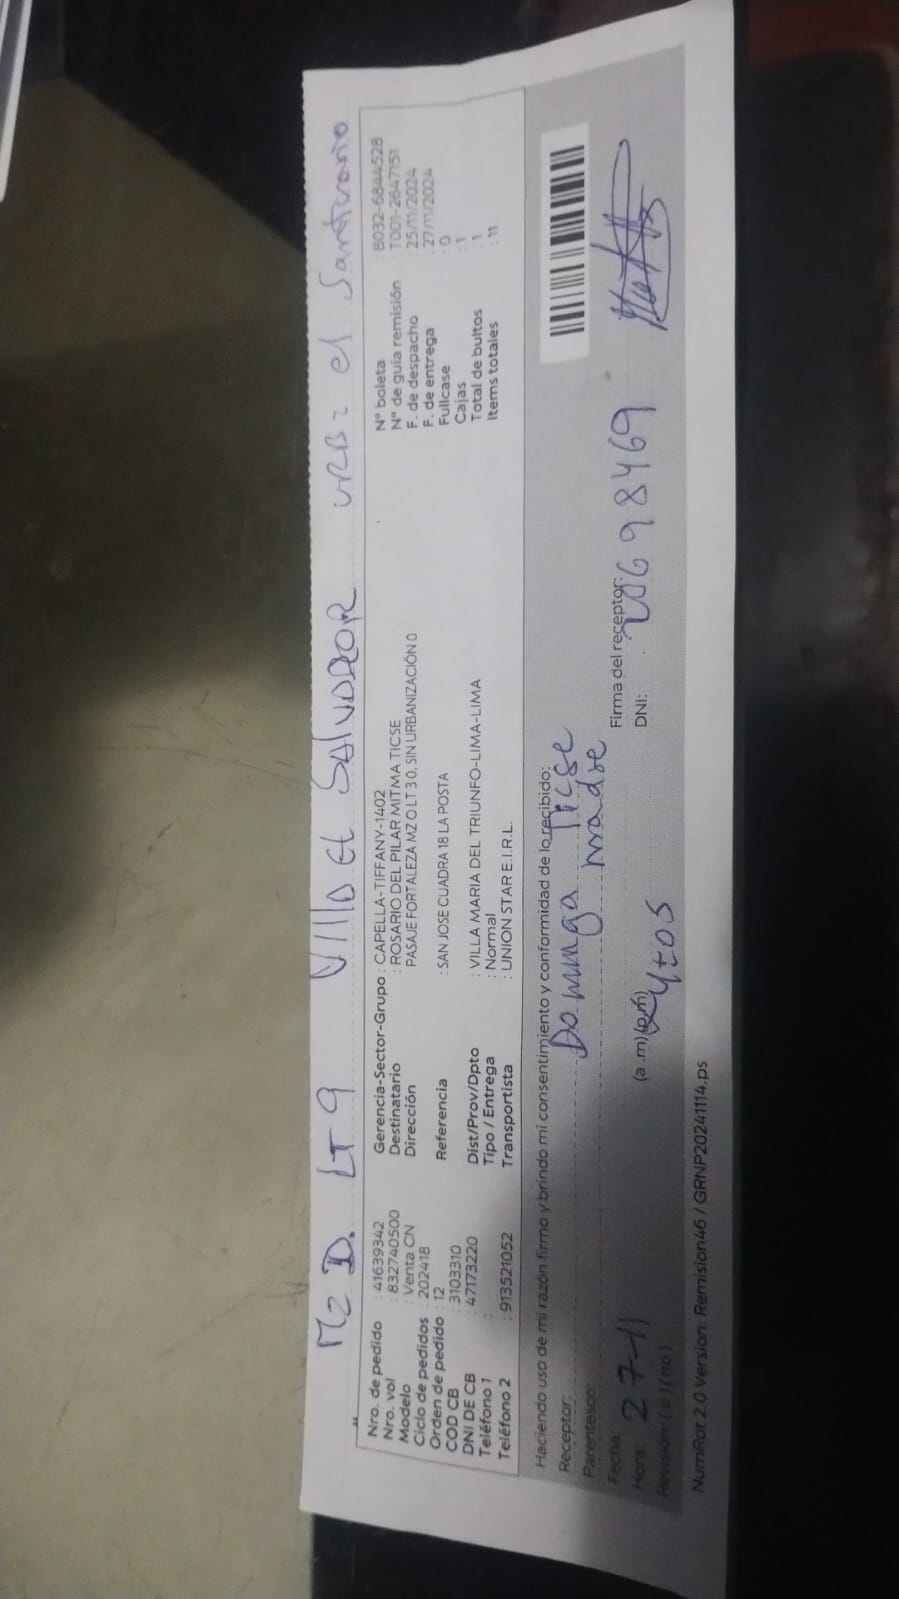 Mz D. LT 9 Villa El SAlVADOR URB- el Santuario
Nro. de pedido : 41639342
Nro. vol : 832740500
Modelo : Venta CN
Ciclo de pedidos : 202418
Orden de pedido : 12
COD CB : 3103310
DNI DE CB : 47173220
Teléfono 1 :
Teléfono 2 : 913521052
Gerencia-Sector-Grupo : CAPELLA-TIFFANY-1402
Destinatario : ROSARIO DEL PILAR MITMA TICSE
Dirección PASAJE FORTALEZA MZ O LT 3 0, SIN URBANIZACIÓN 0
Referencia : SAN JOSE CUADRA 18 LA POSTA
Dist/Prov/Dpto : VILLA MARIA DEL TRIUNFO-LIMA-LIMA
Tipo / Entrega : Normal
Transportista : UNION STAR E.I.R.L.
N° boleta : B032-6844528
N° de guía remisión : T001-2647151
F. de despacho : 25/11/2024
F. de entrega : 27/11/2024
Fullcase : 0
Cajas : 1
Total de bultos : 1
Items totales : 11
Haciendo uso de mi razón firmo y brindo mi consentimiento y conformidad de lo recibido:
Receptor: Dominga Ticse
Parentesco: madre
Fecha: 27-11 Firma del receptor:
Hora: (a.m)(p.m) DNI: 20698469
Revisión: (si)(no)
NumRot 2.0 Version: Remision46 / GRNP20241114.ps